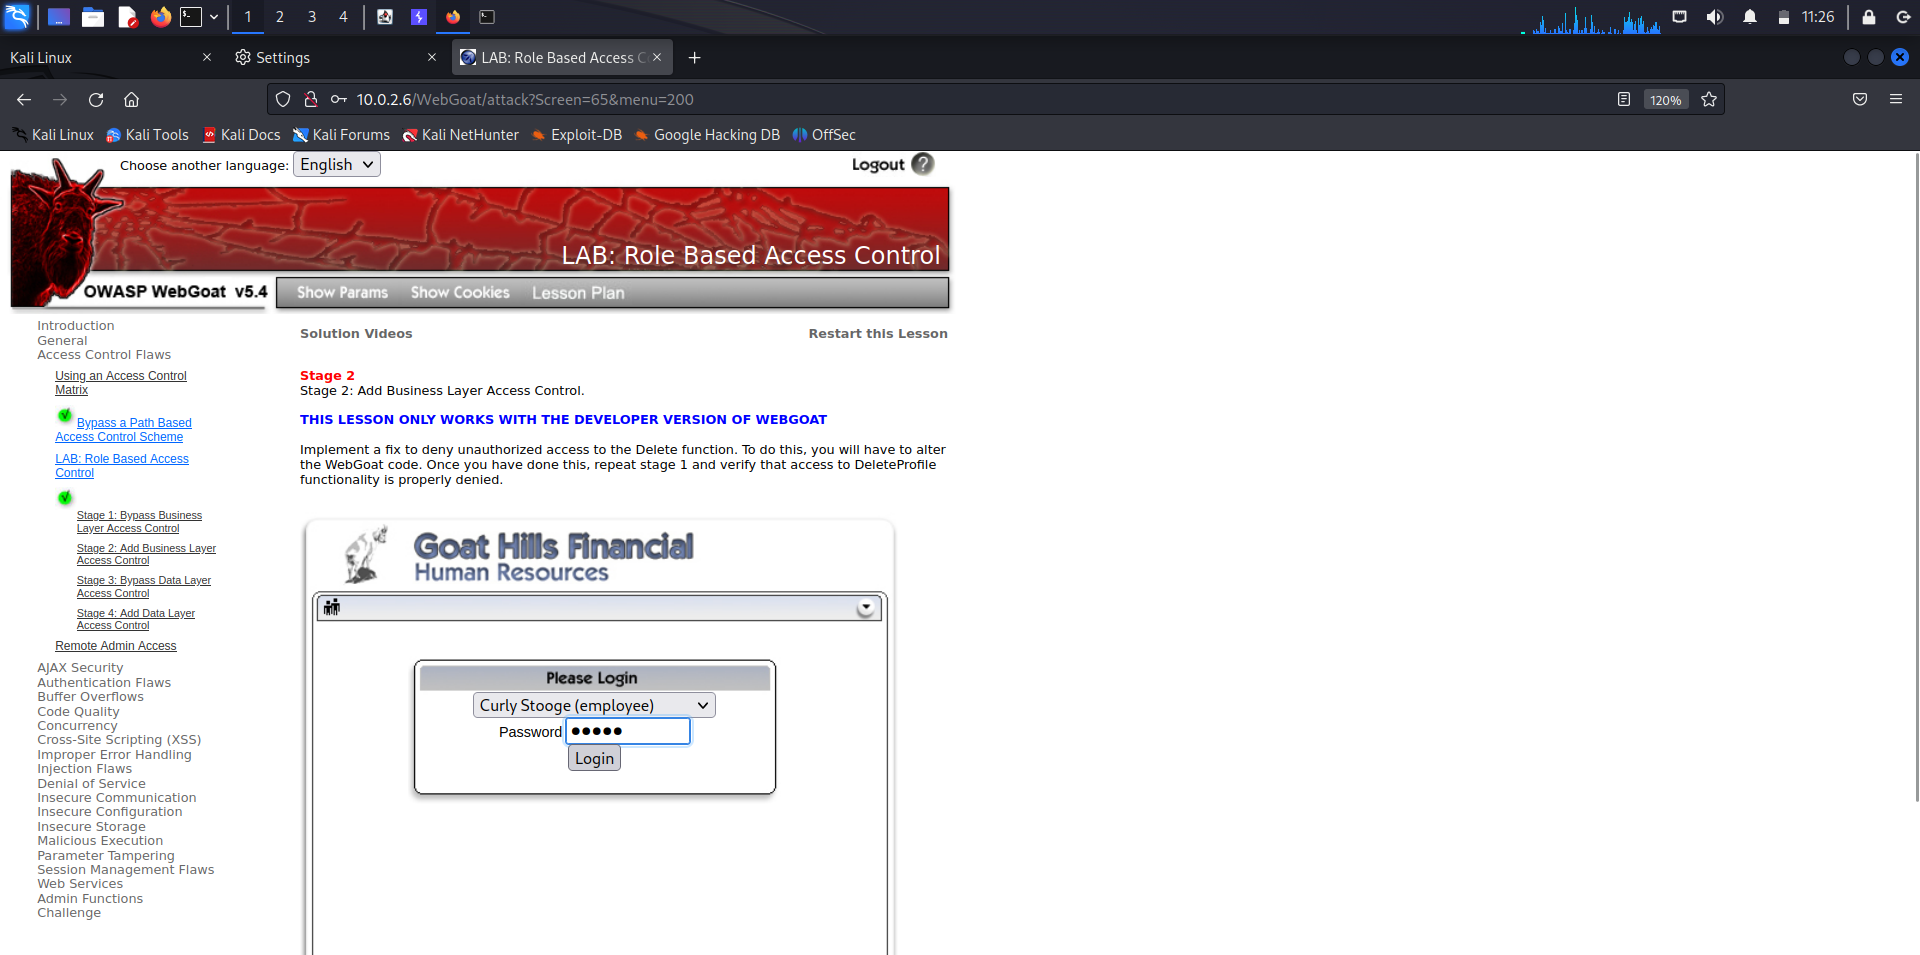 1
2
3
4
11:26
Kali Linux
Settings
LAB: Role Based Access C
10.0.2.6/WebGoat/attack?Screen=65&menu=200
120%
Kali Linux
Kali Tools
Kali Docs
Kali Forums
Kali NetHunter
Exploit-DB
Google Hacking DB
OffSec
Choose another language: English
Logout ?
LAB: Role Based Access Control
OWASP WebGoat v5.4
Show Params
Show Cookies
Lesson Plan
Introduction
General
Access Control Flaws
Using an Access Control
Matrix
Bypass a Path Based
Access Control Scheme
LAB: Role Based Access
Control
Stage 1: Bypass Business
Layer Access Control
Stage 2: Add Business Layer
Access Control
Stage 3: Bypass Data Layer
Access Control
Stage 4: Add Data Layer
Access Control
Remote Admin Access
AJAX Security
Authentication Flaws
Buffer Overflows
Code Quality
Concurrency
Cross-Site Scripting (XSS)
Improper Error Handling
Injection Flaws
Denial of Service
Insecure Communication
Insecure Configuration
Insecure Storage
Malicious Execution
Parameter Tampering
Session Management Flaws
Web Services
Admin Functions
Challenge
Solution Videos
Restart this Lesson
Stage 2
Stage 2: Add Business Layer Access Control.
THIS LESSON ONLY WORKS WITH THE DEVELOPER VERSION OF WEBGOAT
Implement a fix to deny unauthorized access to the Delete function. To do this, you will have to alter
the WebGoat code. Once you have done this, repeat stage 1 and verify that access to DeleteProfile
functionality is properly denied.
Goat Hills Financial
Human Resources
Please Login
Curly Stooge (employee)
Password ●●●●●
Login